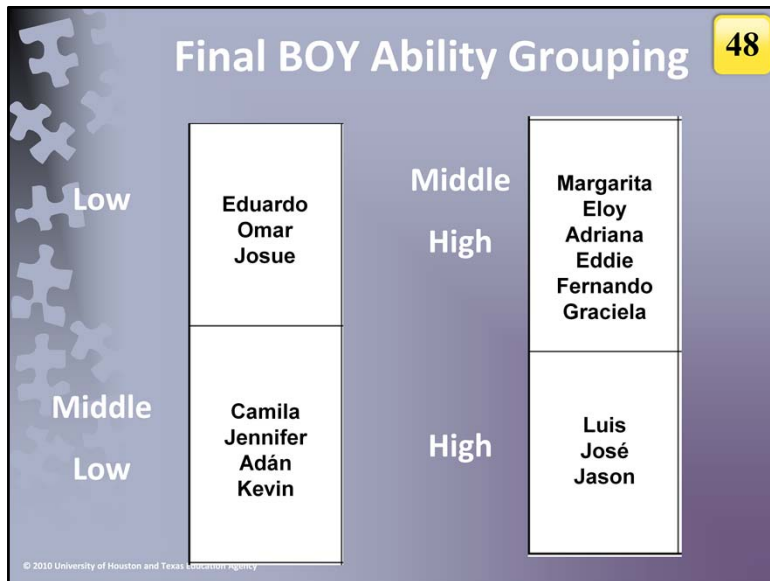 Final BOY Ability Grouping
48
Low
Eduardo
Omar
Josue
Middle
Low
Camila
Jennifer
Adán
Kevin
Middle
High
Margarita
Eloy
Adriana
Eddie
Fernando
Graciela
High
Luis
José
Jason
© 2010 University of Houston and Texas Education Agency